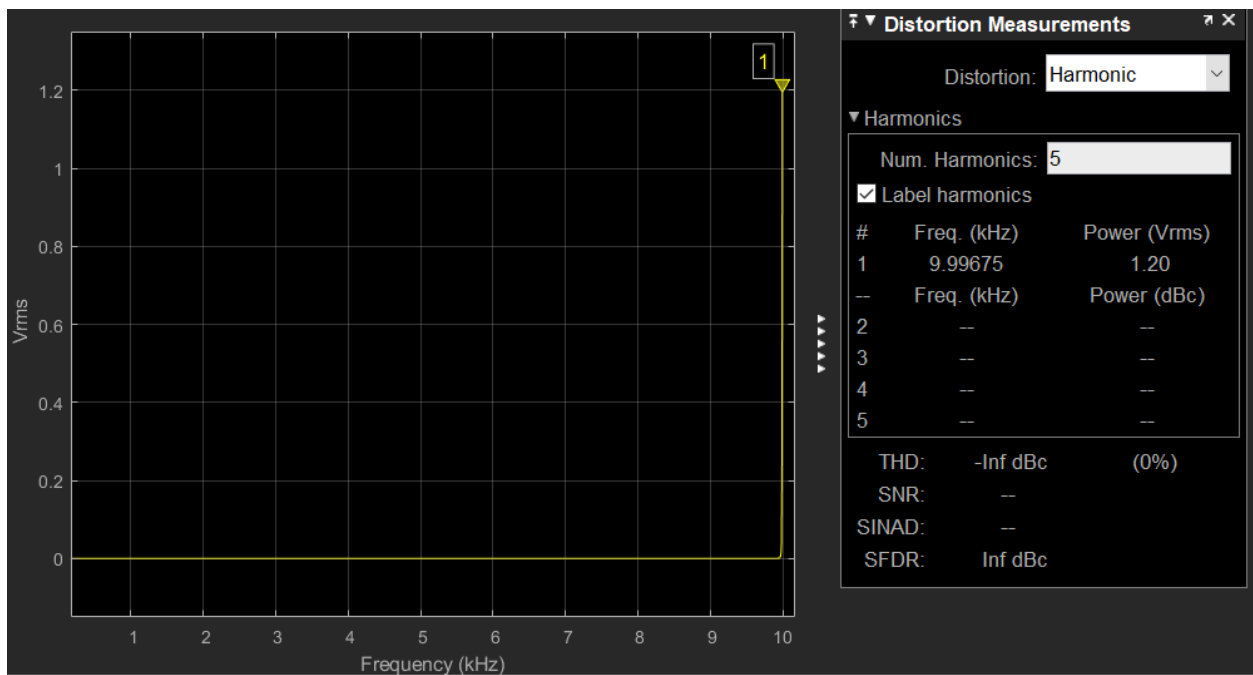 1
1.2
1
0.8
0.6
0.4
0.2
0
Vrms
1 2 3 4 5 6 7 8 9 10
Frequency (kHz)
Distortion Measurements
Distortion: Harmonic
Harmonics
Num. Harmonics: 5
Label harmonics
# Freq. (kHz) Power (Vrms)
1 9.99675 1.20
-- Freq. (kHz) Power (dBc)
2 -- --
3 -- --
4 -- --
5 -- --
THD: -Inf dBc (0%)
SNR: --
SINAD: --
SFDR: Inf dBc